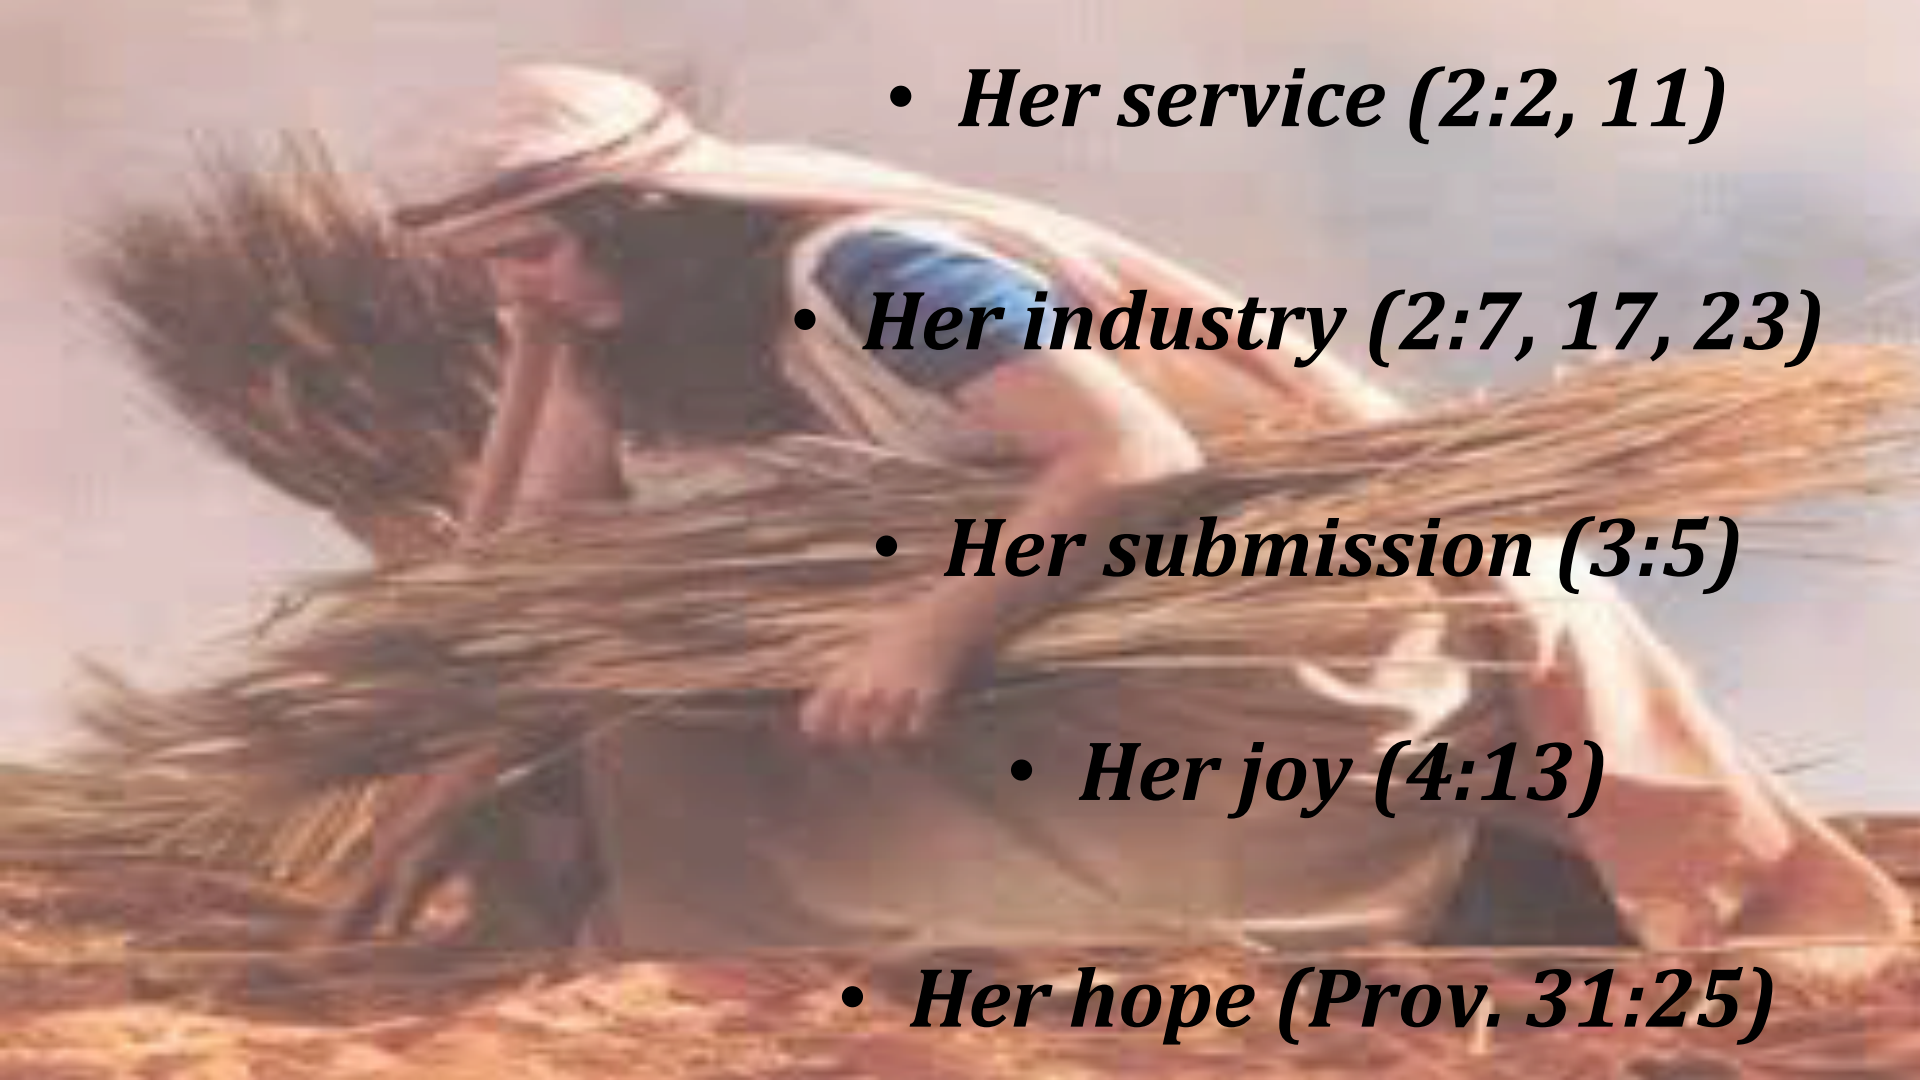 • Her service (2:2, 11)
• Her industry (2:7, 17, 23)
• Her submission (3:5)
• Her joy (4:13)
• Her hope (Prov. 31:25)